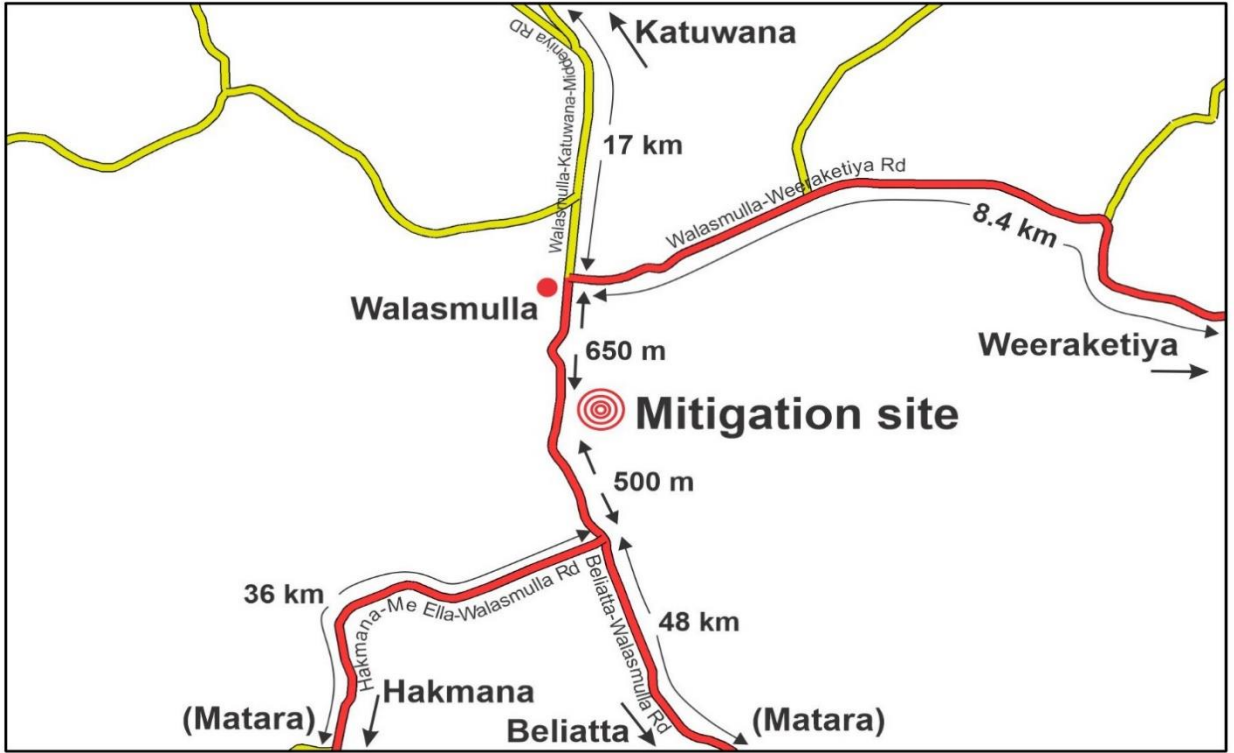 Katuwana
Walasmulla-Katuwana-Middeniya RD
17 km
Walasmulla-Weeraketiya Rd
8.4 km
Walasmulla
650 m
Weeraketiya
Mitigation site
500 m
36 km
Hakmana-Me Ella-Walasmulla Rd
Beliatta-Walasmulla Rd
48 km
Hakmana
(Matara)
Beliatta
(Matara)